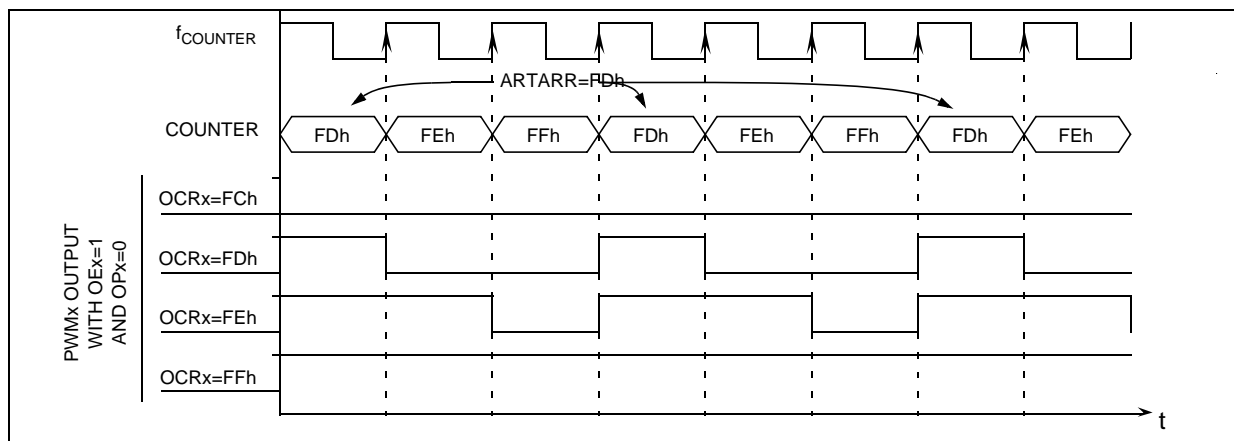 fCOUNTER
ARTARR=FDh
COUNTER
FDh FEh FFh FDh FEh FFh FDh FEh
PWMx OUTPUT
WITH OEx=1
AND OPx=0
OCRx=FCh
OCRx=FDh
OCRx=FEh
OCRx=FFh
t